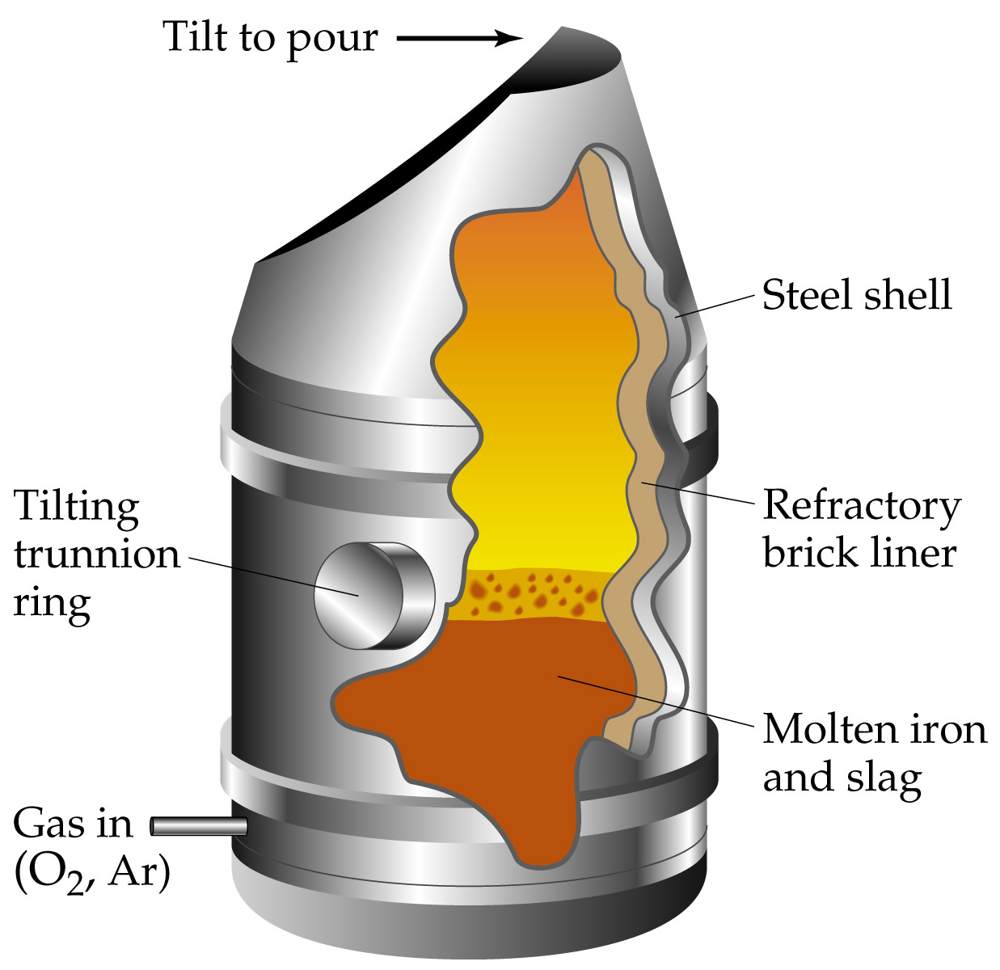 Tilt to pour
Steel shell
Tilting
trunnion
ring
Refractory
brick liner
Molten iron
and slag
Gas in
(O₂, Ar)